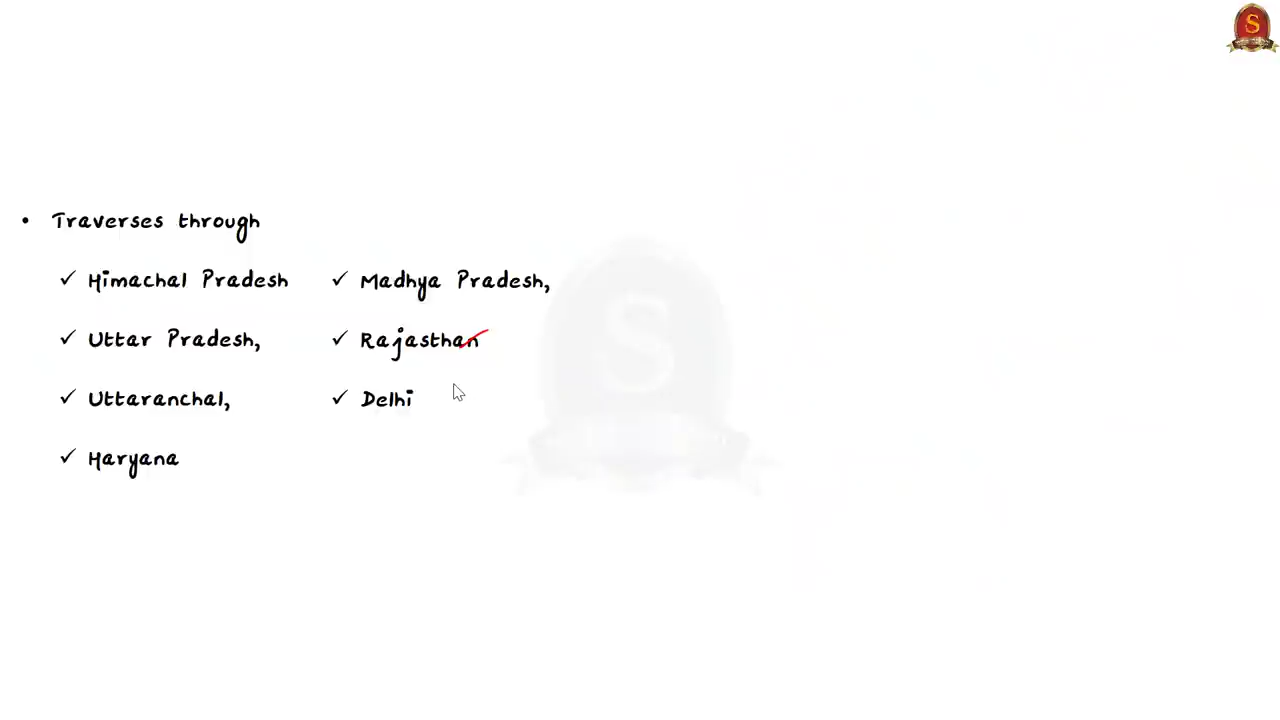 • Traverses through
✓ Himachal Pradesh
✓ Uttar Pradesh,
✓ Uttaranchal,
✓ Haryana
✓ Madhya Pradesh,
✓ Rajasthan
✓ Delhi
S
S